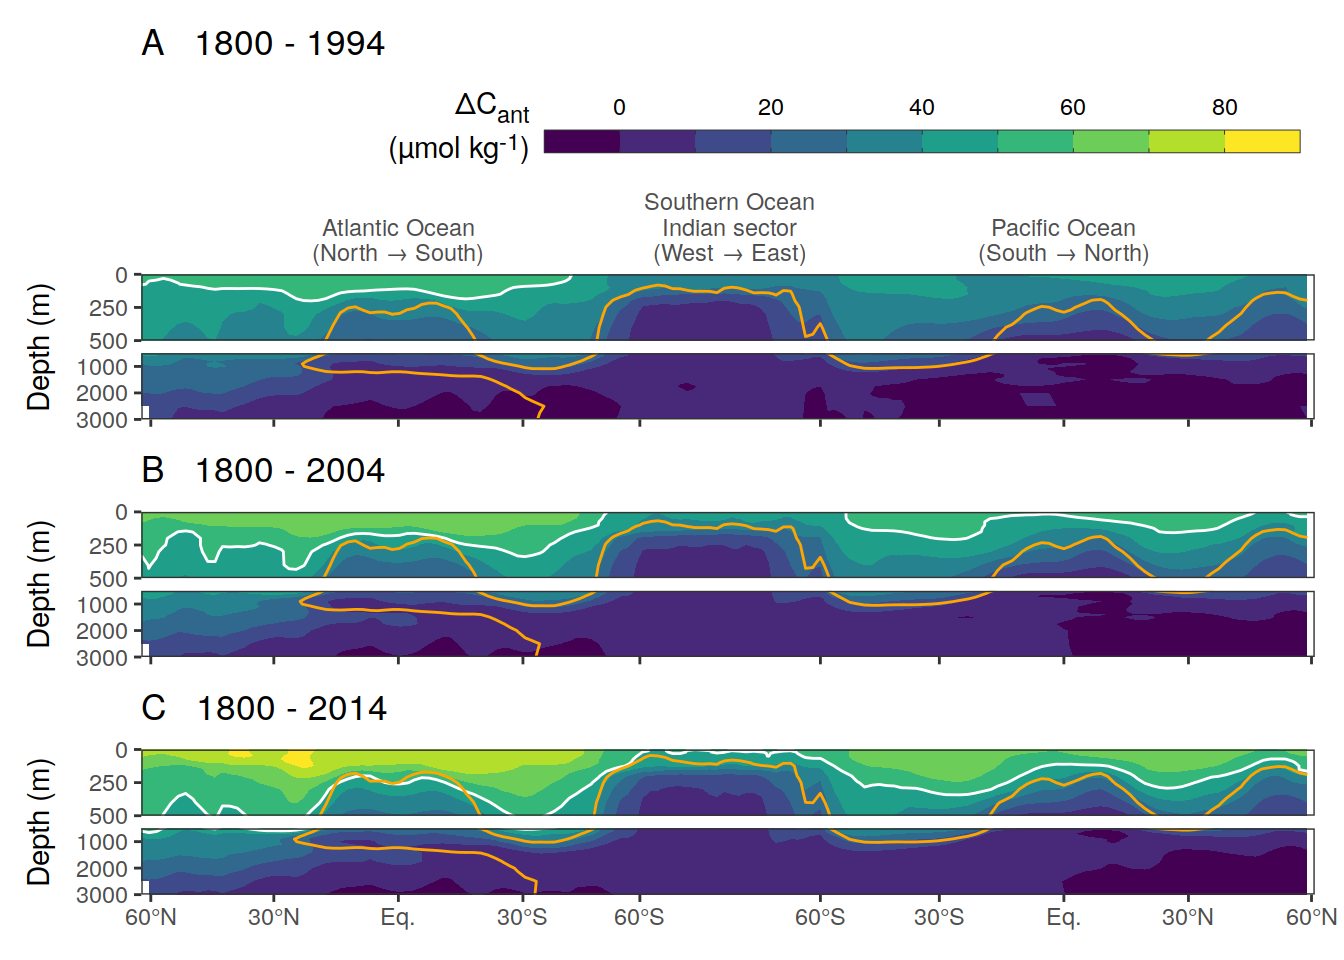 A 1800 - 1994
ΔCant
(μmol kg-1)
0 20 40 60 80
Atlantic Ocean
(North → South)
Southern Ocean
Indian sector
(West → East)
Pacific Ocean
(South → North)
Depth (m)
0
250
500
1000
2000
3000
B 1800 - 2004
Depth (m)
0
250
500
1000
2000
3000
C 1800 - 2014
Depth (m)
0
250
500
1000
2000
3000
60°N 30°N Eq. 30°S 60°S 60°S 30°S Eq. 30°N 60°N